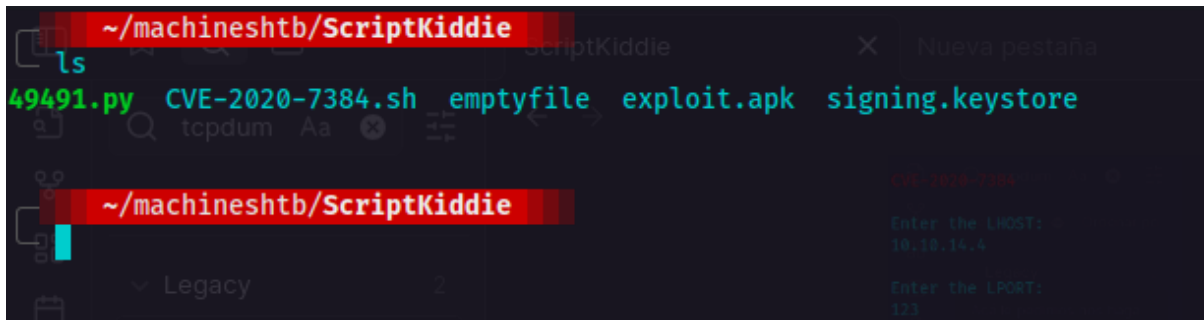 ~/machineshtb/ScriptKiddie
ScriptKiddie
Nueva pestaña
ls
49491.py CVE-2020-7384.sh emptyfile exploit.apk signing.keystore
tcpdum Aa
CVE-2020-7384
~/machineshtb/ScriptKiddie
Enter the LHOST:
10.10.14.4
Legacy 2
Enter the LPORT:
123